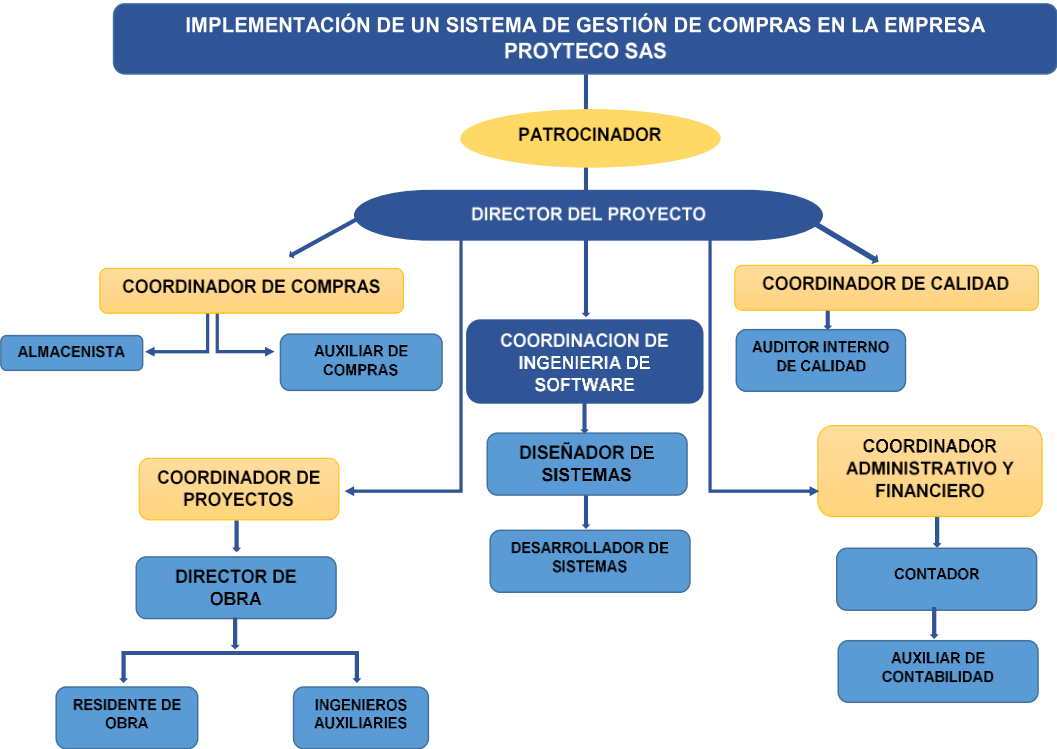 IMPLEMENTACIÓN DE UN SISTEMA DE GESTIÓN DE COMPRAS EN LA EMPRESA
PROYTECO SAS
PATROCINADOR
DIRECTOR DEL PROYECTO
COORDINADOR DE COMPRAS
COORDINADOR DE CALIDAD
ALMACENISTA
AUXILIAR DE
COMPRAS
COORDINACION DE
INGENIERIA DE
SOFTWARE
AUDITOR INTERNO
DE CALIDAD
COORDINADOR DE
PROYECTOS
DISEÑADOR DE
SISTEMAS
COORDINADOR
ADMINISTRATIVO Y
FINANCIERO
DIRECTOR DE
OBRA
DESARROLLADOR DE
SISTEMAS
CONTADOR
RESIDENTE DE
OBRA
INGENIEROS
AUXILIARIES
AUXILIAR DE
CONTABILIDAD